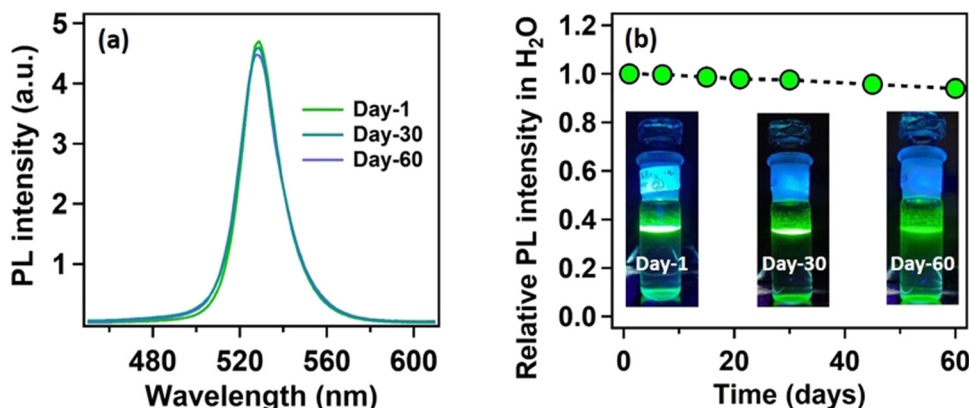 (a)
PL intensity (a.u.)
5
4
3
2
1
Day-1
Day-30
Day-60
480 520 560 600
Wavelength (nm)
(b)
Relative PL intensity in H₂O
1.2
1.0
0.8
0.6
0.4
0.2
0.0
Day-1 Day-30 Day-60
0 20 40 60
Time (days)